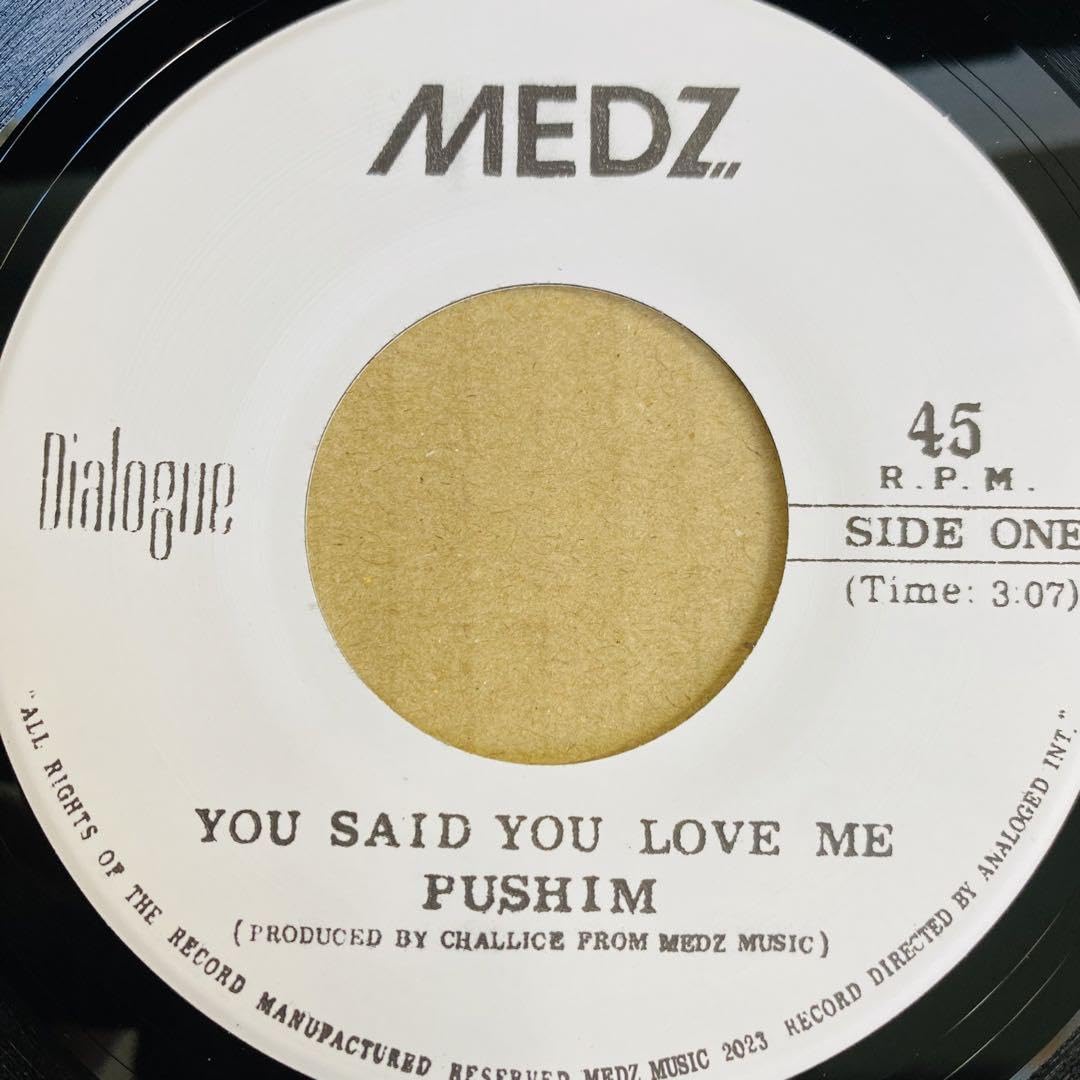 MEDZ
Dialogue
45
R.P.M.
SIDE ONE
(Time: 3:07)
YOU SAID YOU LOVE ME
PUSHIM
(PRODUCED BY CHALLICE FROM MEDZ MUSIC)
"ALL RIGHTS OF THE RECORD MANUFACTURED RESERVED MEDZ MUSIC 2023 RECORD DIRECTED BY ANALOGED INT."